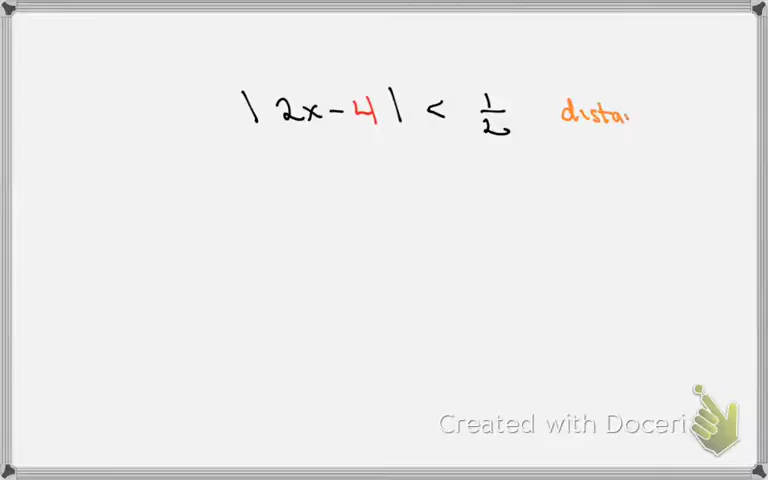 |2x-4| < 1/2 dista
Created with Doceri